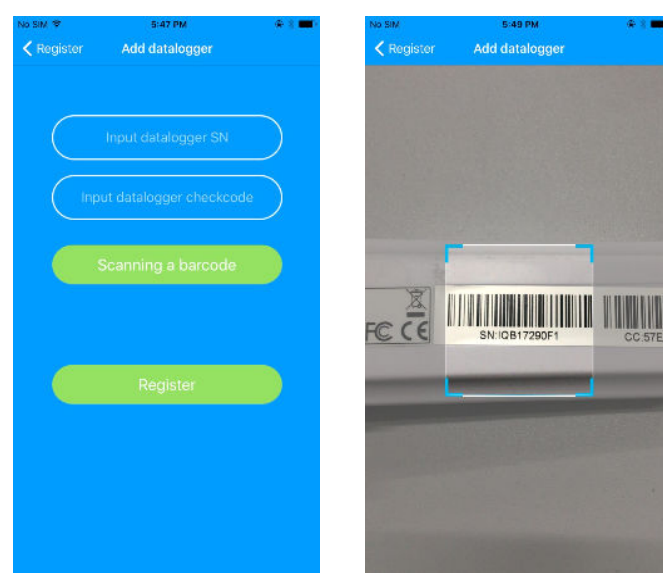 No SIM 5:47 PM
Register Add datalogger
Input datalogger SN
Input datalogger checkcode
Scanning a barcode
Register
No SIM 5:49 PM
Register Add datalogger
FC CE
SN:IQB17290F1
CC:57E